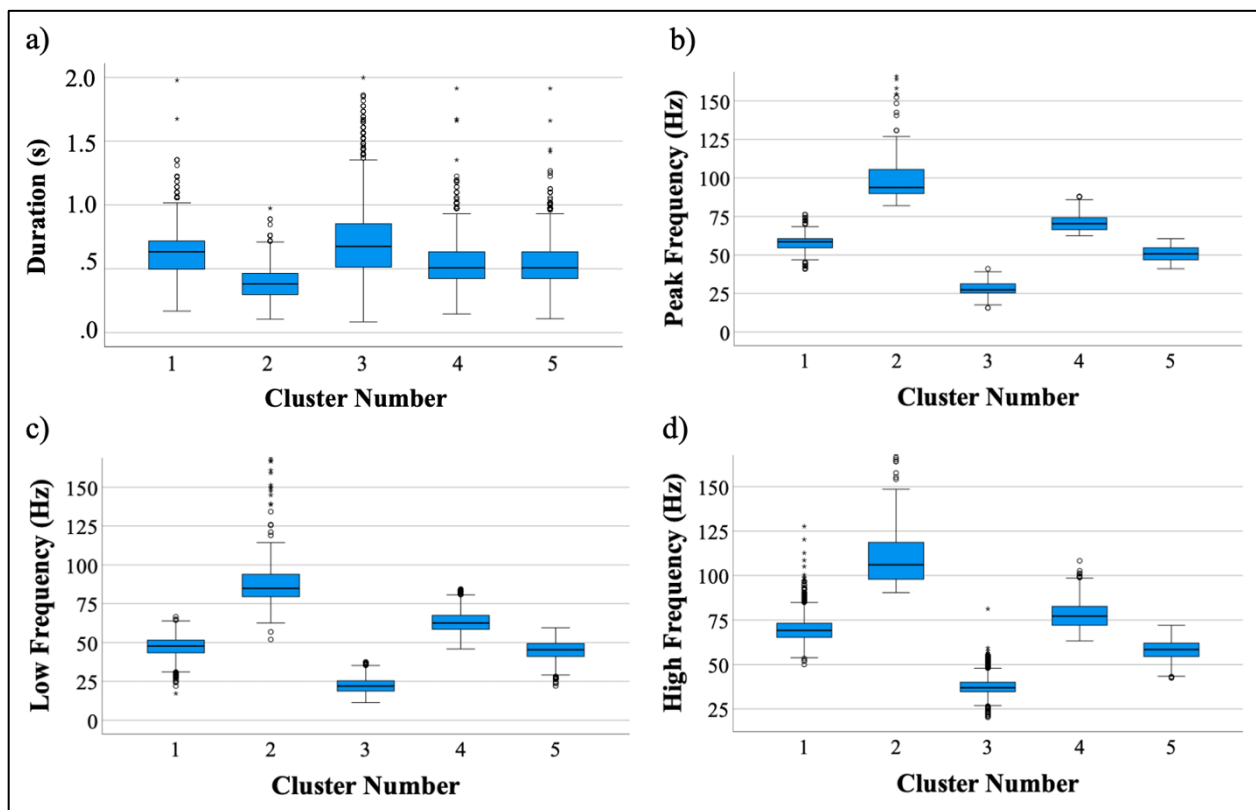 a)
Duration (s)
2.0
1.5
1.0
.5
.0
1 2 3 4 5
Cluster Number
b)
Peak Frequency (Hz)
150
125
100
75
50
25
0
1 2 3 4 5
Cluster Number
c)
Low Frequency (Hz)
150
125
100
75
50
25
0
1 2 3 4 5
Cluster Number
d)
High Frequency (Hz)
150
125
100
75
50
25
1 2 3 4 5
Cluster Number